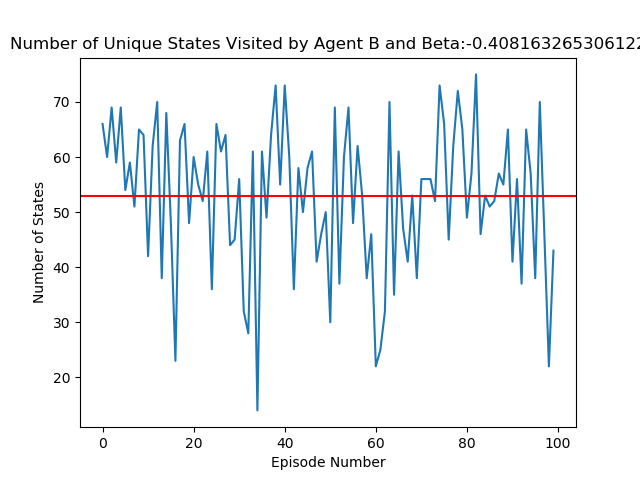 Number of Unique States Visited by Agent B and Beta:-0.408163265306122
70
60
50
40
30
20
Number of States
0 20 40 60 80 100
Episode Number